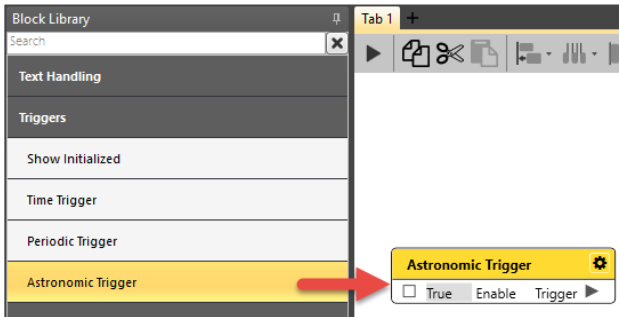 Block Library
Search
Text Handling
Triggers
Show Initialized
Time Trigger
Periodic Trigger
Astronomic Trigger
Tab 1
Astronomic Trigger
True Enable Trigger